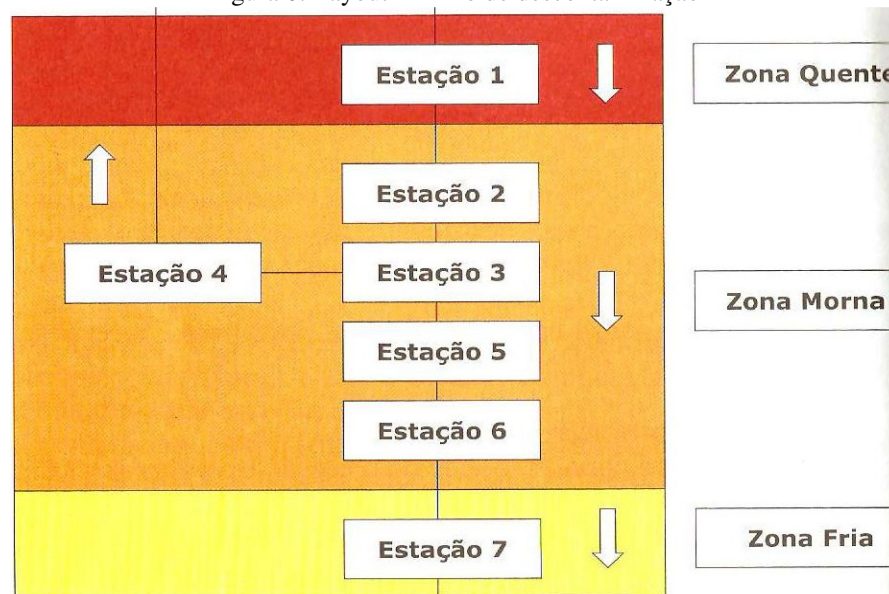 Estação 1
Zona Quente
Estação 2
Estação 4
Estação 3
Zona Morna
Estação 5
Estação 6
Estação 7
Zona Fria